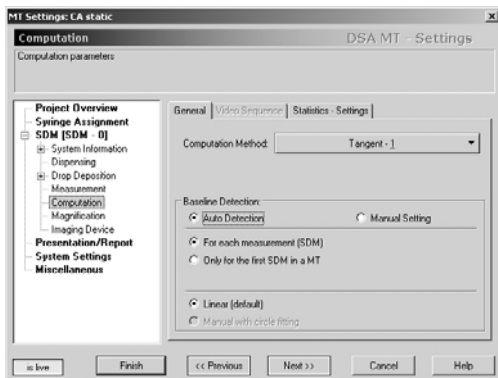 MT Settings: CA static
Computation
DSA MT - Settings
Computation parameters
Project Overview
Syringe Assignment
SDM [SDM - 0]
System Information
Dispensing
Drop Deposition
Measurement
Computation
Magnification
Imaging Device
Presentation/Report
System Settings
Miscellaneous
General
Video Sequence
Statistics - Settings
Computation Method:
Tangent - 1
Baseline Detection:
Auto Detection
Manual Setting
For each measurement (SDM)
Only for the first SDM in a MT
Linear (default)
Manual with circle fitting
is live
Finish
<< Previous
Next >>
Cancel
Help